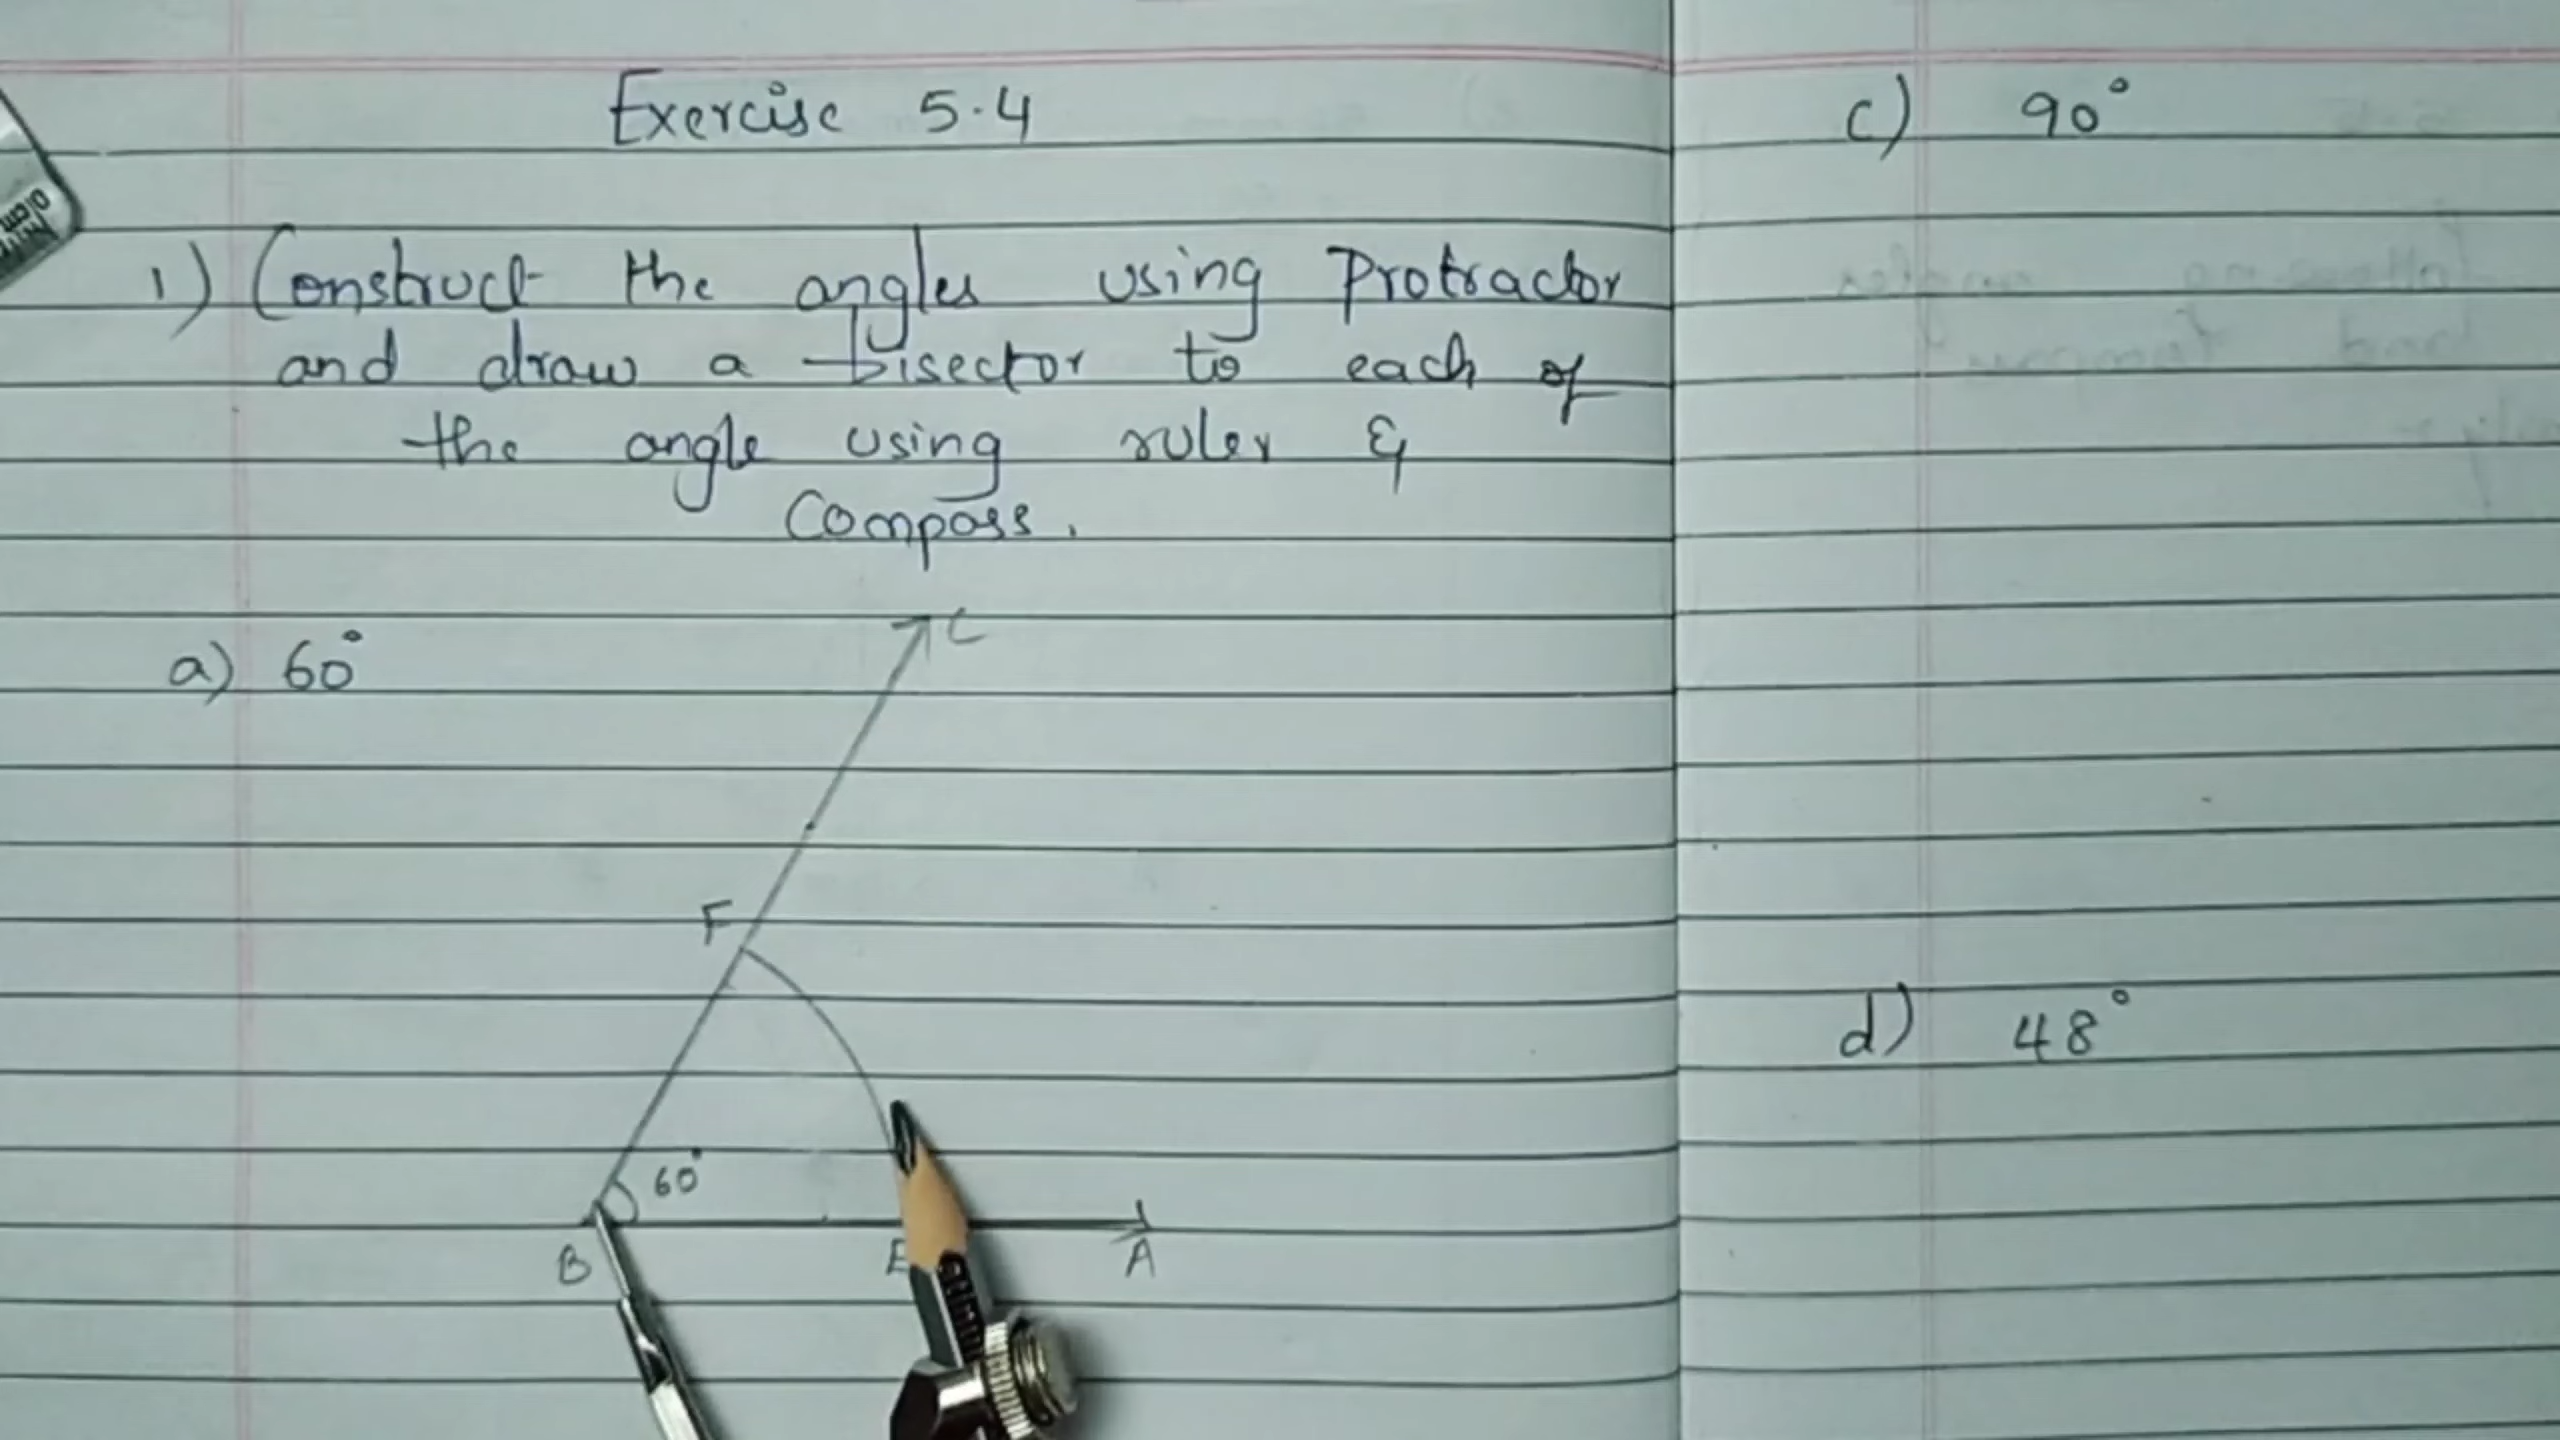 Exercise 5.4
1) Construct the angles using Protractor
and draw a bisector to each of
the angle using ruler &
Compass.
a) 60°
C
F
60°
B E A
c) 90°
d) 48°